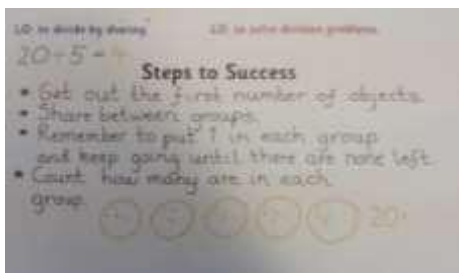 LO: to divide by sharing LO: to solve division problems.
20÷5=4
Steps to Success
• Get out the first number of objects.
• Share between groups.
• Remember to put 1 in each group
and keep going until there are none left.
• Count how many are in each
group.
20÷